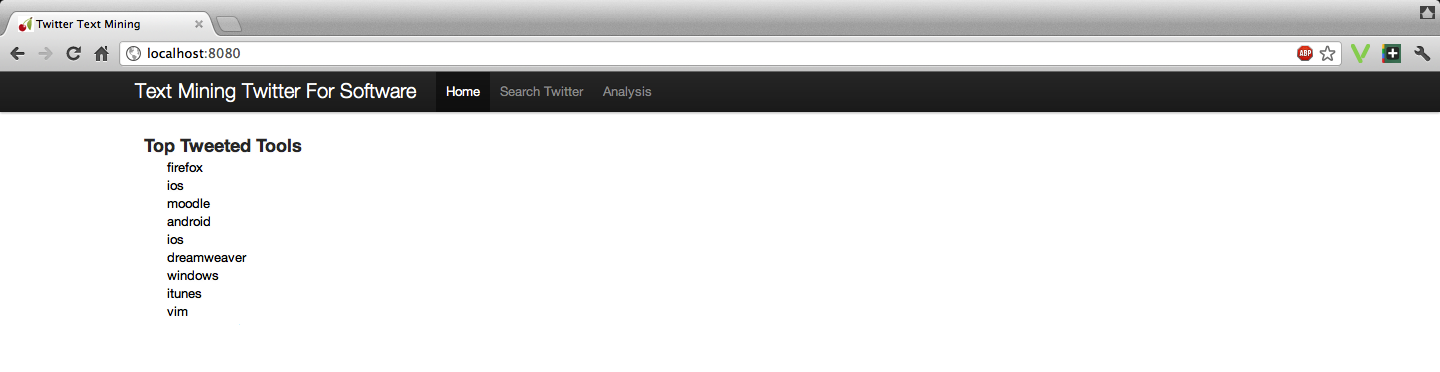 Twitter Text Mining
localhost:8080
ABP
Text Mining Twitter For Software Home Search Twitter Analysis
Top Tweeted Tools
firefox
ios
moodle
android
ios
dreamweaver
windows
itunes
vim